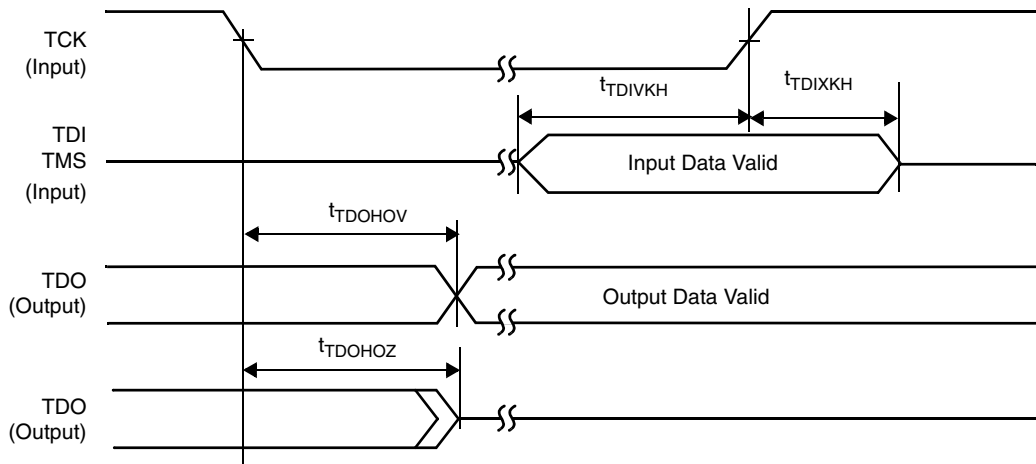 TCK
(Input)
tTDIVKH
tTDIXKH
TDI
TMS
(Input)
Input Data Valid
tTDOHOV
TDO
(Output)
Output Data Valid
tTDOHOZ
TDO
(Output)